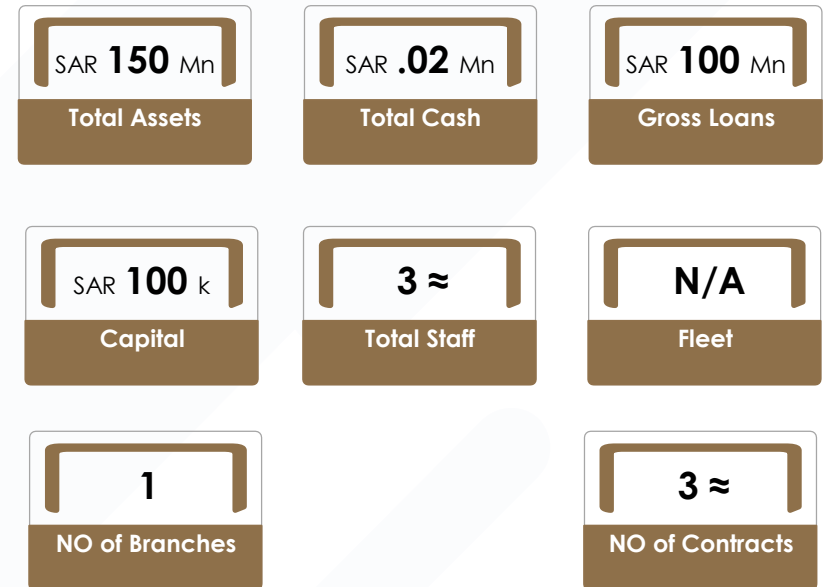 SAR 150 Mn
Total Assets
SAR .02 Mn
Total Cash
SAR 100 Mn
Gross Loans
SAR 100 k
Capital
3 ≈
Total Staff
N/A
Fleet
1
NO of Branches
3 ≈
NO of Contracts